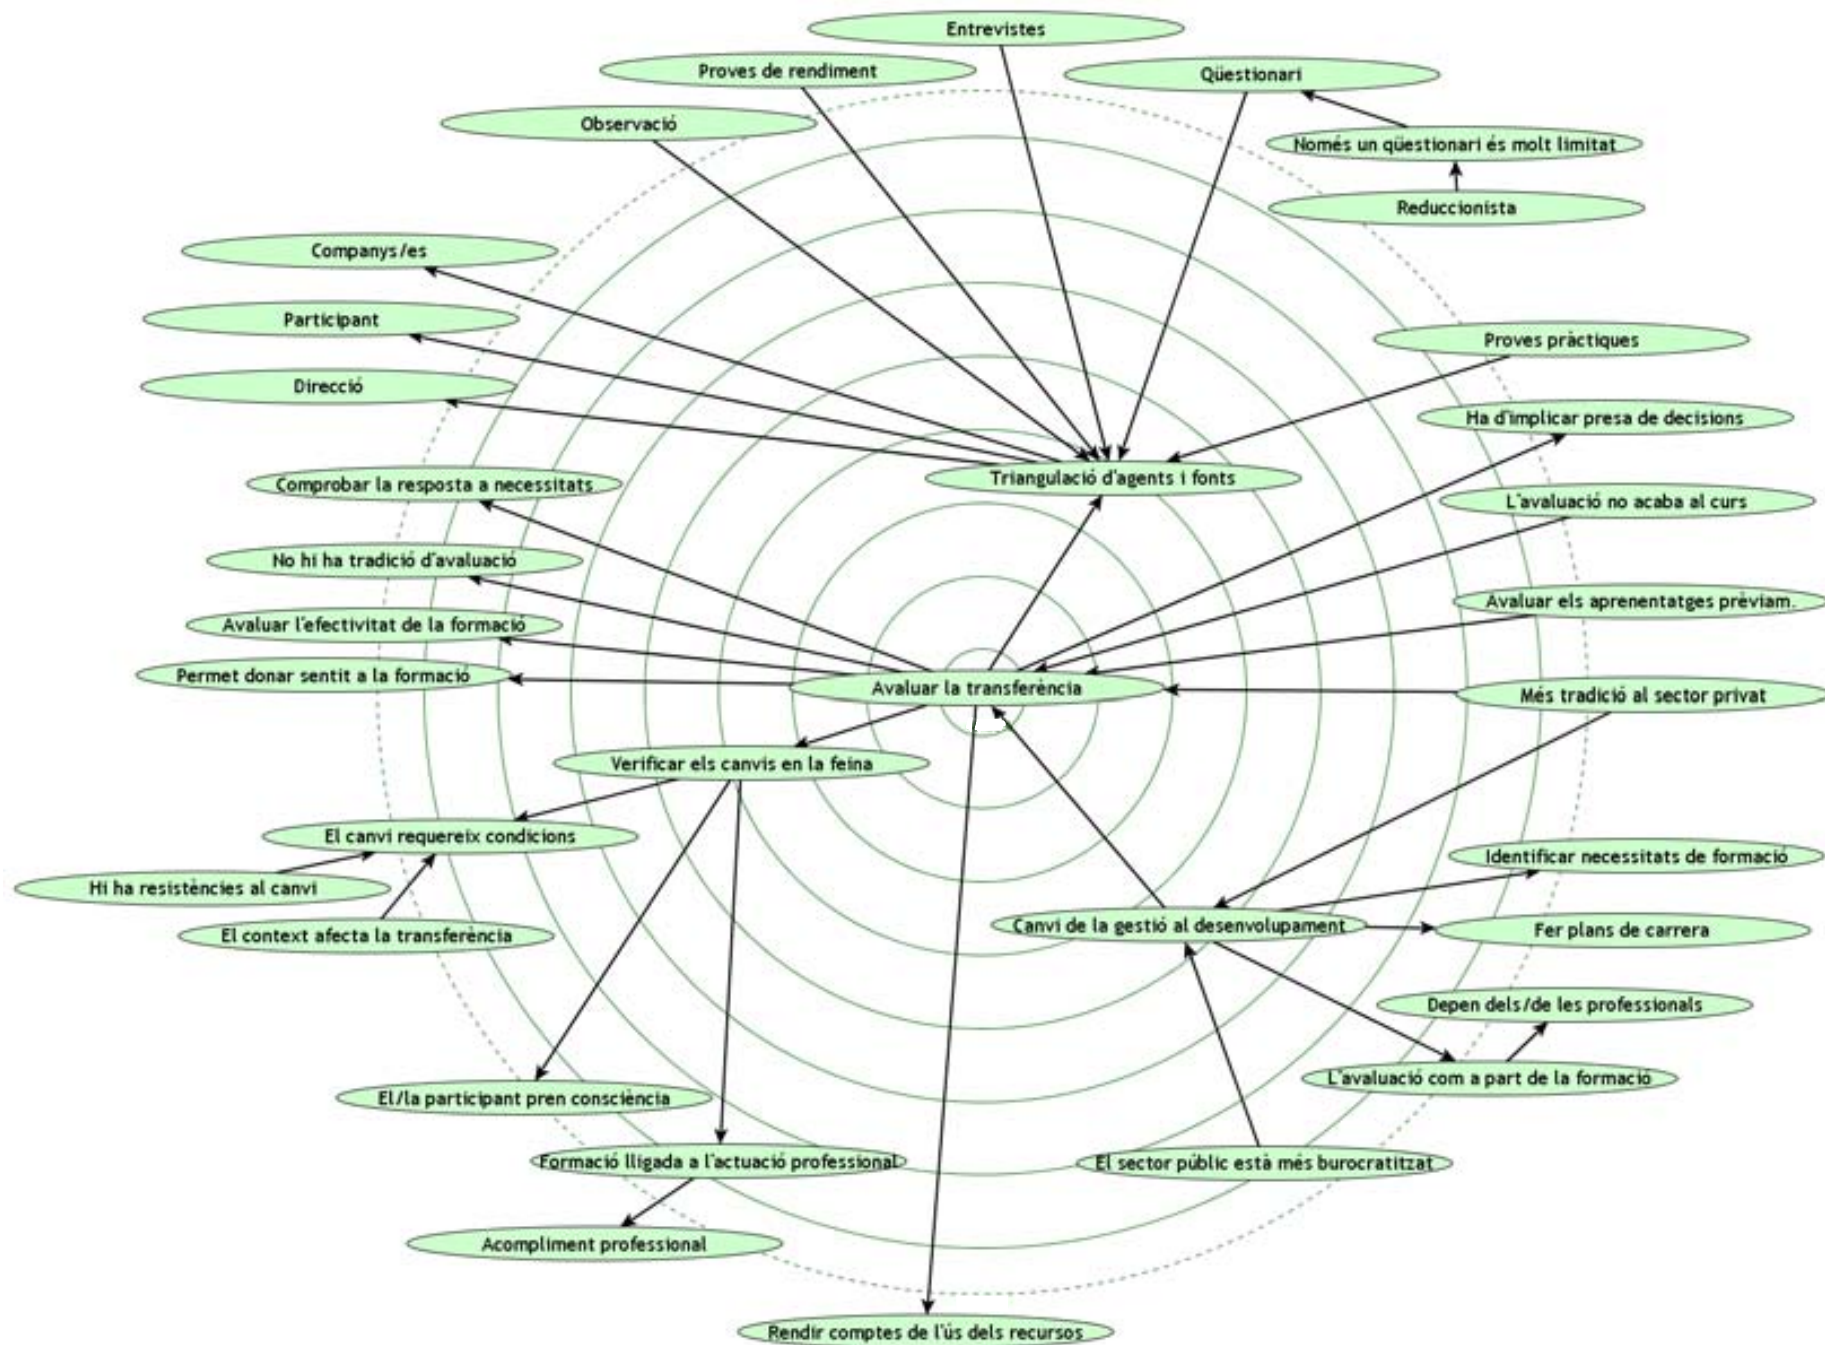 Entrevistes
Proves de rendiment
Qüestionari
Observació
Només un qüestionari és molt limitat
Reduccionista
Companys/es
Participant
Proves pràctiques
Direcció
Ha d'implicar presa de decisions
Triangulació d'agents i fonts
Comprobar la resposta a necessitats
L'avaluació no acaba al curs
No hi ha tradició d'avaluació
Avaluar els aprenentatges prèviam.
Avaluar l'efectivitat de la formació
Permet donar sentit a la formació
Avaluar la transferència
Més tradició al sector privat
Verificar els canvis en la feina
El canvi requereix condicions
Identificar necessitats de formació
Hi ha resistències al canvi
Canvi de la gestió al desenvolupament
Fer plans de carrera
El context afecta la transferència
Depen dels/de les professionals
L'avaluació com a part de la formació
El/la participant pren consciència
Formació lligada a l'actuació professional
El sector públic està més burocratitzat
Acompliment professional
Rendir comptes de l'ús dels recursos